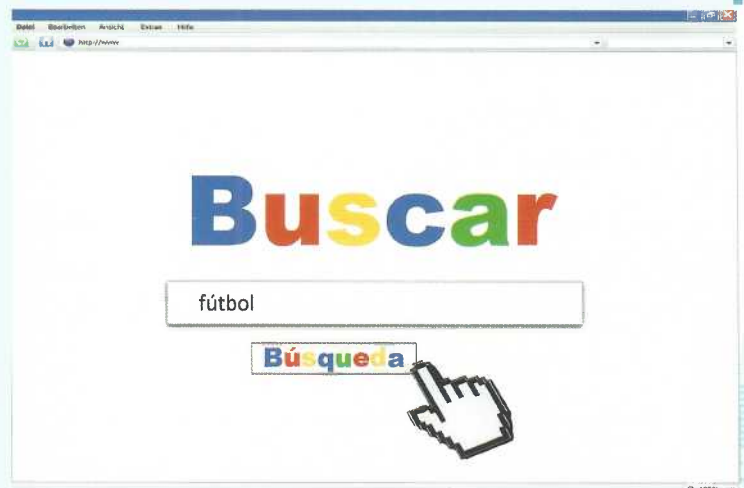 Datei Bearbeiten Ansicht Extras Hilfe
http://www
Buscar
fútbol
Búsqueda